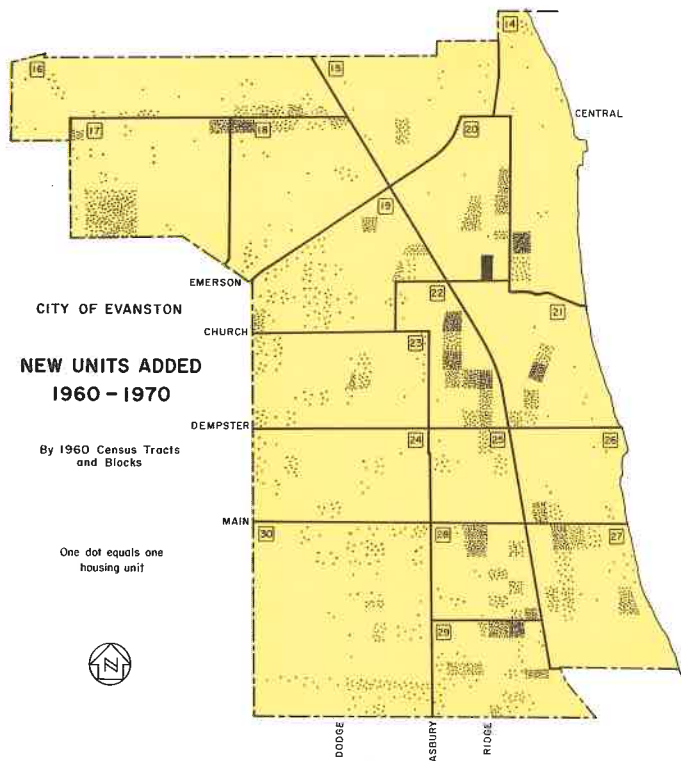 14
16
15
CENTRAL
17
18
20
19
EMERSON
22
21
CITY OF EVANSTON
CHURCH
23
NEW UNITS ADDED
1960-1970
DEMPSTER
24
25
26
By 1960 Census Tracts
and Blocks
MAIN
30
28
27
One dot equals one
housing unit
29
N
DODGE
ASBURY
RIDGE